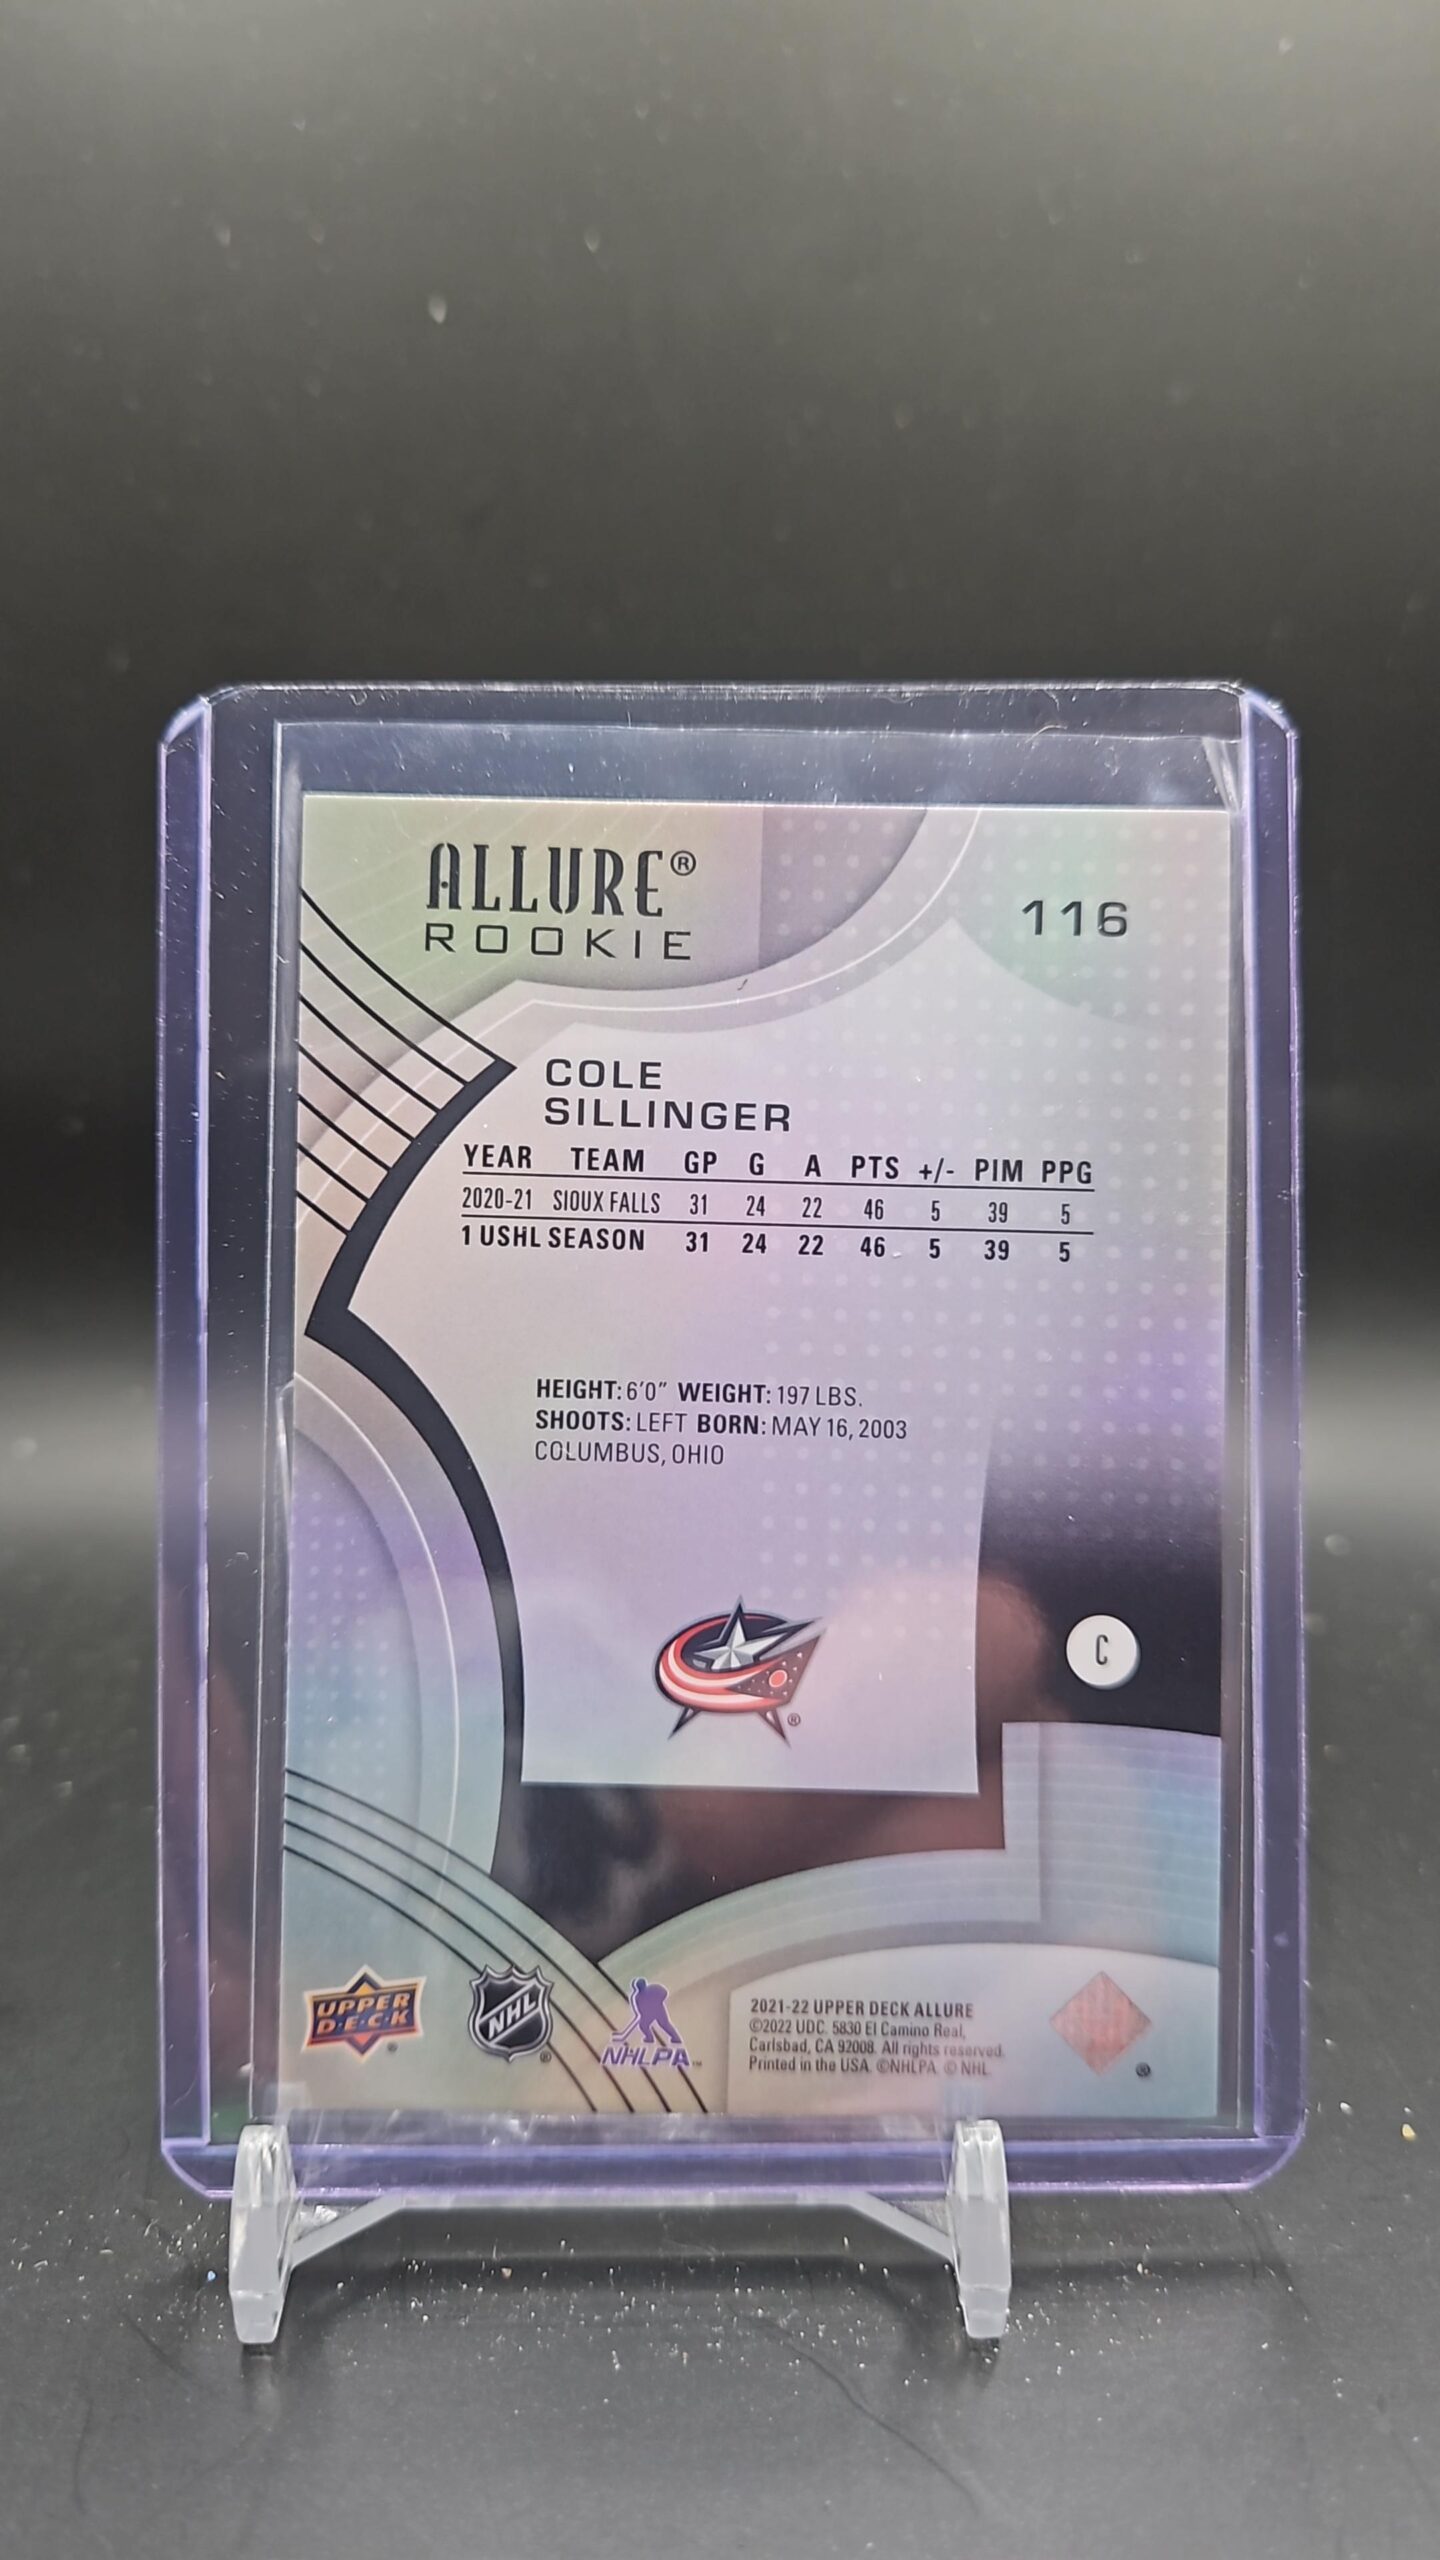 ALLURE®
ROOKIE
116
COLE
SILLINGER
YEAR TEAM GP G A PTS +/- PIM PPG
2020-21 SIOUX FALLS 31 24 22 46 5 39 5
1 USHL SEASON 31 24 22 46 5 39 5
HEIGHT: 6'0" WEIGHT: 197 LBS.
SHOOTS: LEFT BORN: MAY 16, 2003
COLUMBUS, OHIO
®
C
UPPER
D·E·C·K
®
NHL
®
NHLPA™
2021-22 UPPER DECK ALLURE
©2022 UDC. 5830 El Camino Real,
Carlsbad, CA 92008. All rights reserved.
Printed in the USA. ©NHLPA © NHL
®